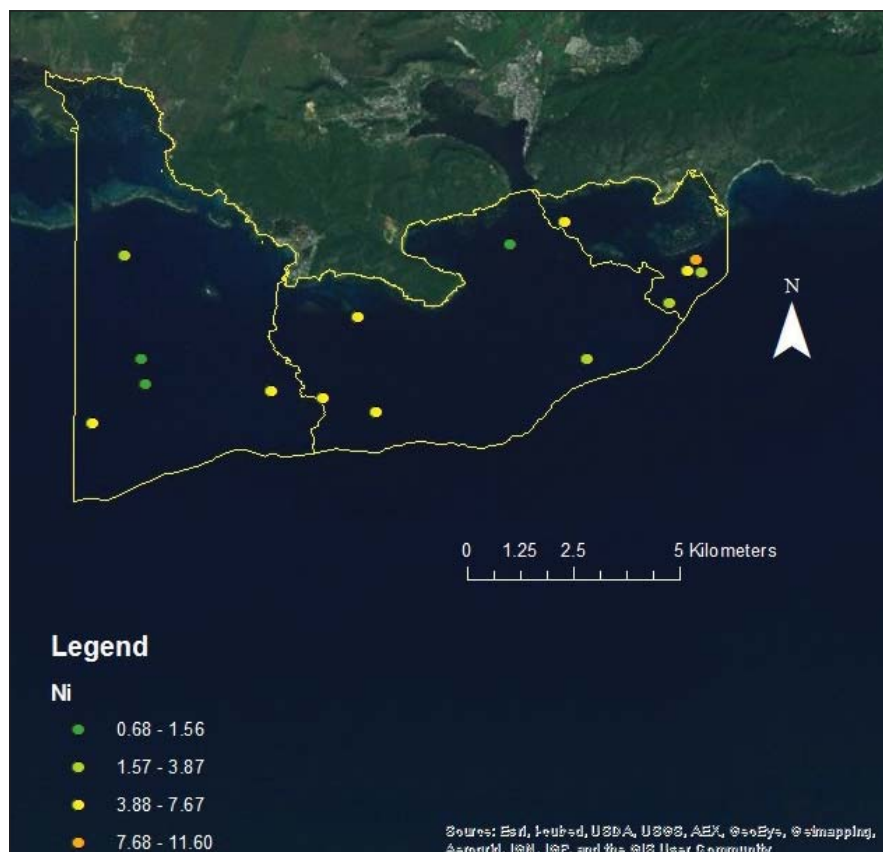 N
0 1.25 2.5 5 Kilometers
Legend
Ni
0.68 - 1.56
1.57 - 3.87
3.88 - 7.67
7.68 - 11.60
Source: Esri, USDA, USGS, AEX, GeoEye,
and the GIS User Community